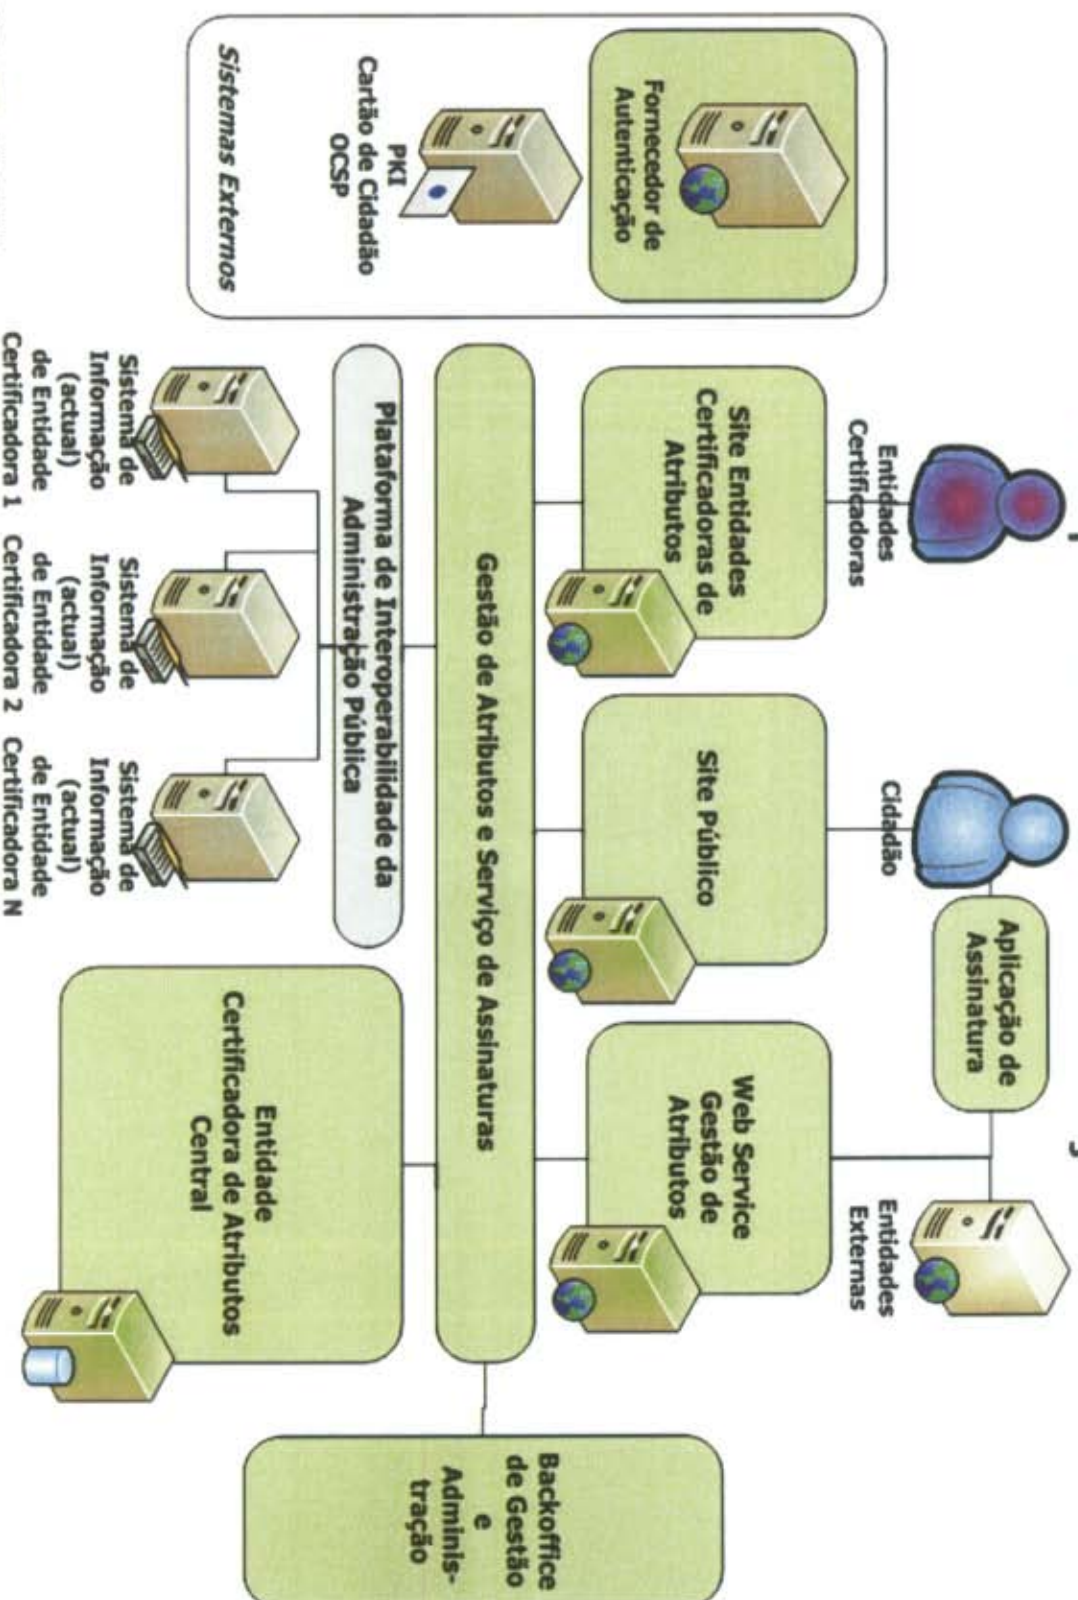 Entidades
Certificadoras
Cidadão
Aplicação de
Assinatura
Entidades
Externas
Fornecedor de
Autenticação
PKI
Cartão de Cidadão
OCSP
Sistemas Externos
Site Entidades
Certificadoras de
Atributos
Site Público
Web Service
Gestão de
Atributos
Gestão de Atributos e Serviço de Assinaturas
Backoffice
de Gestão
e
Adminis-
tração
Plataforma de Interoperabilidade da
Administração Pública
Entidade
Certificadora de Atributos
Central
Sistema de
Informação
(actual)
de Entidade
Certificadora 1
Sistema de
Informação
(actual)
de Entidade
Certificadora 2
Sistema de
Informação
(actual)
de Entidade
Certificadora N